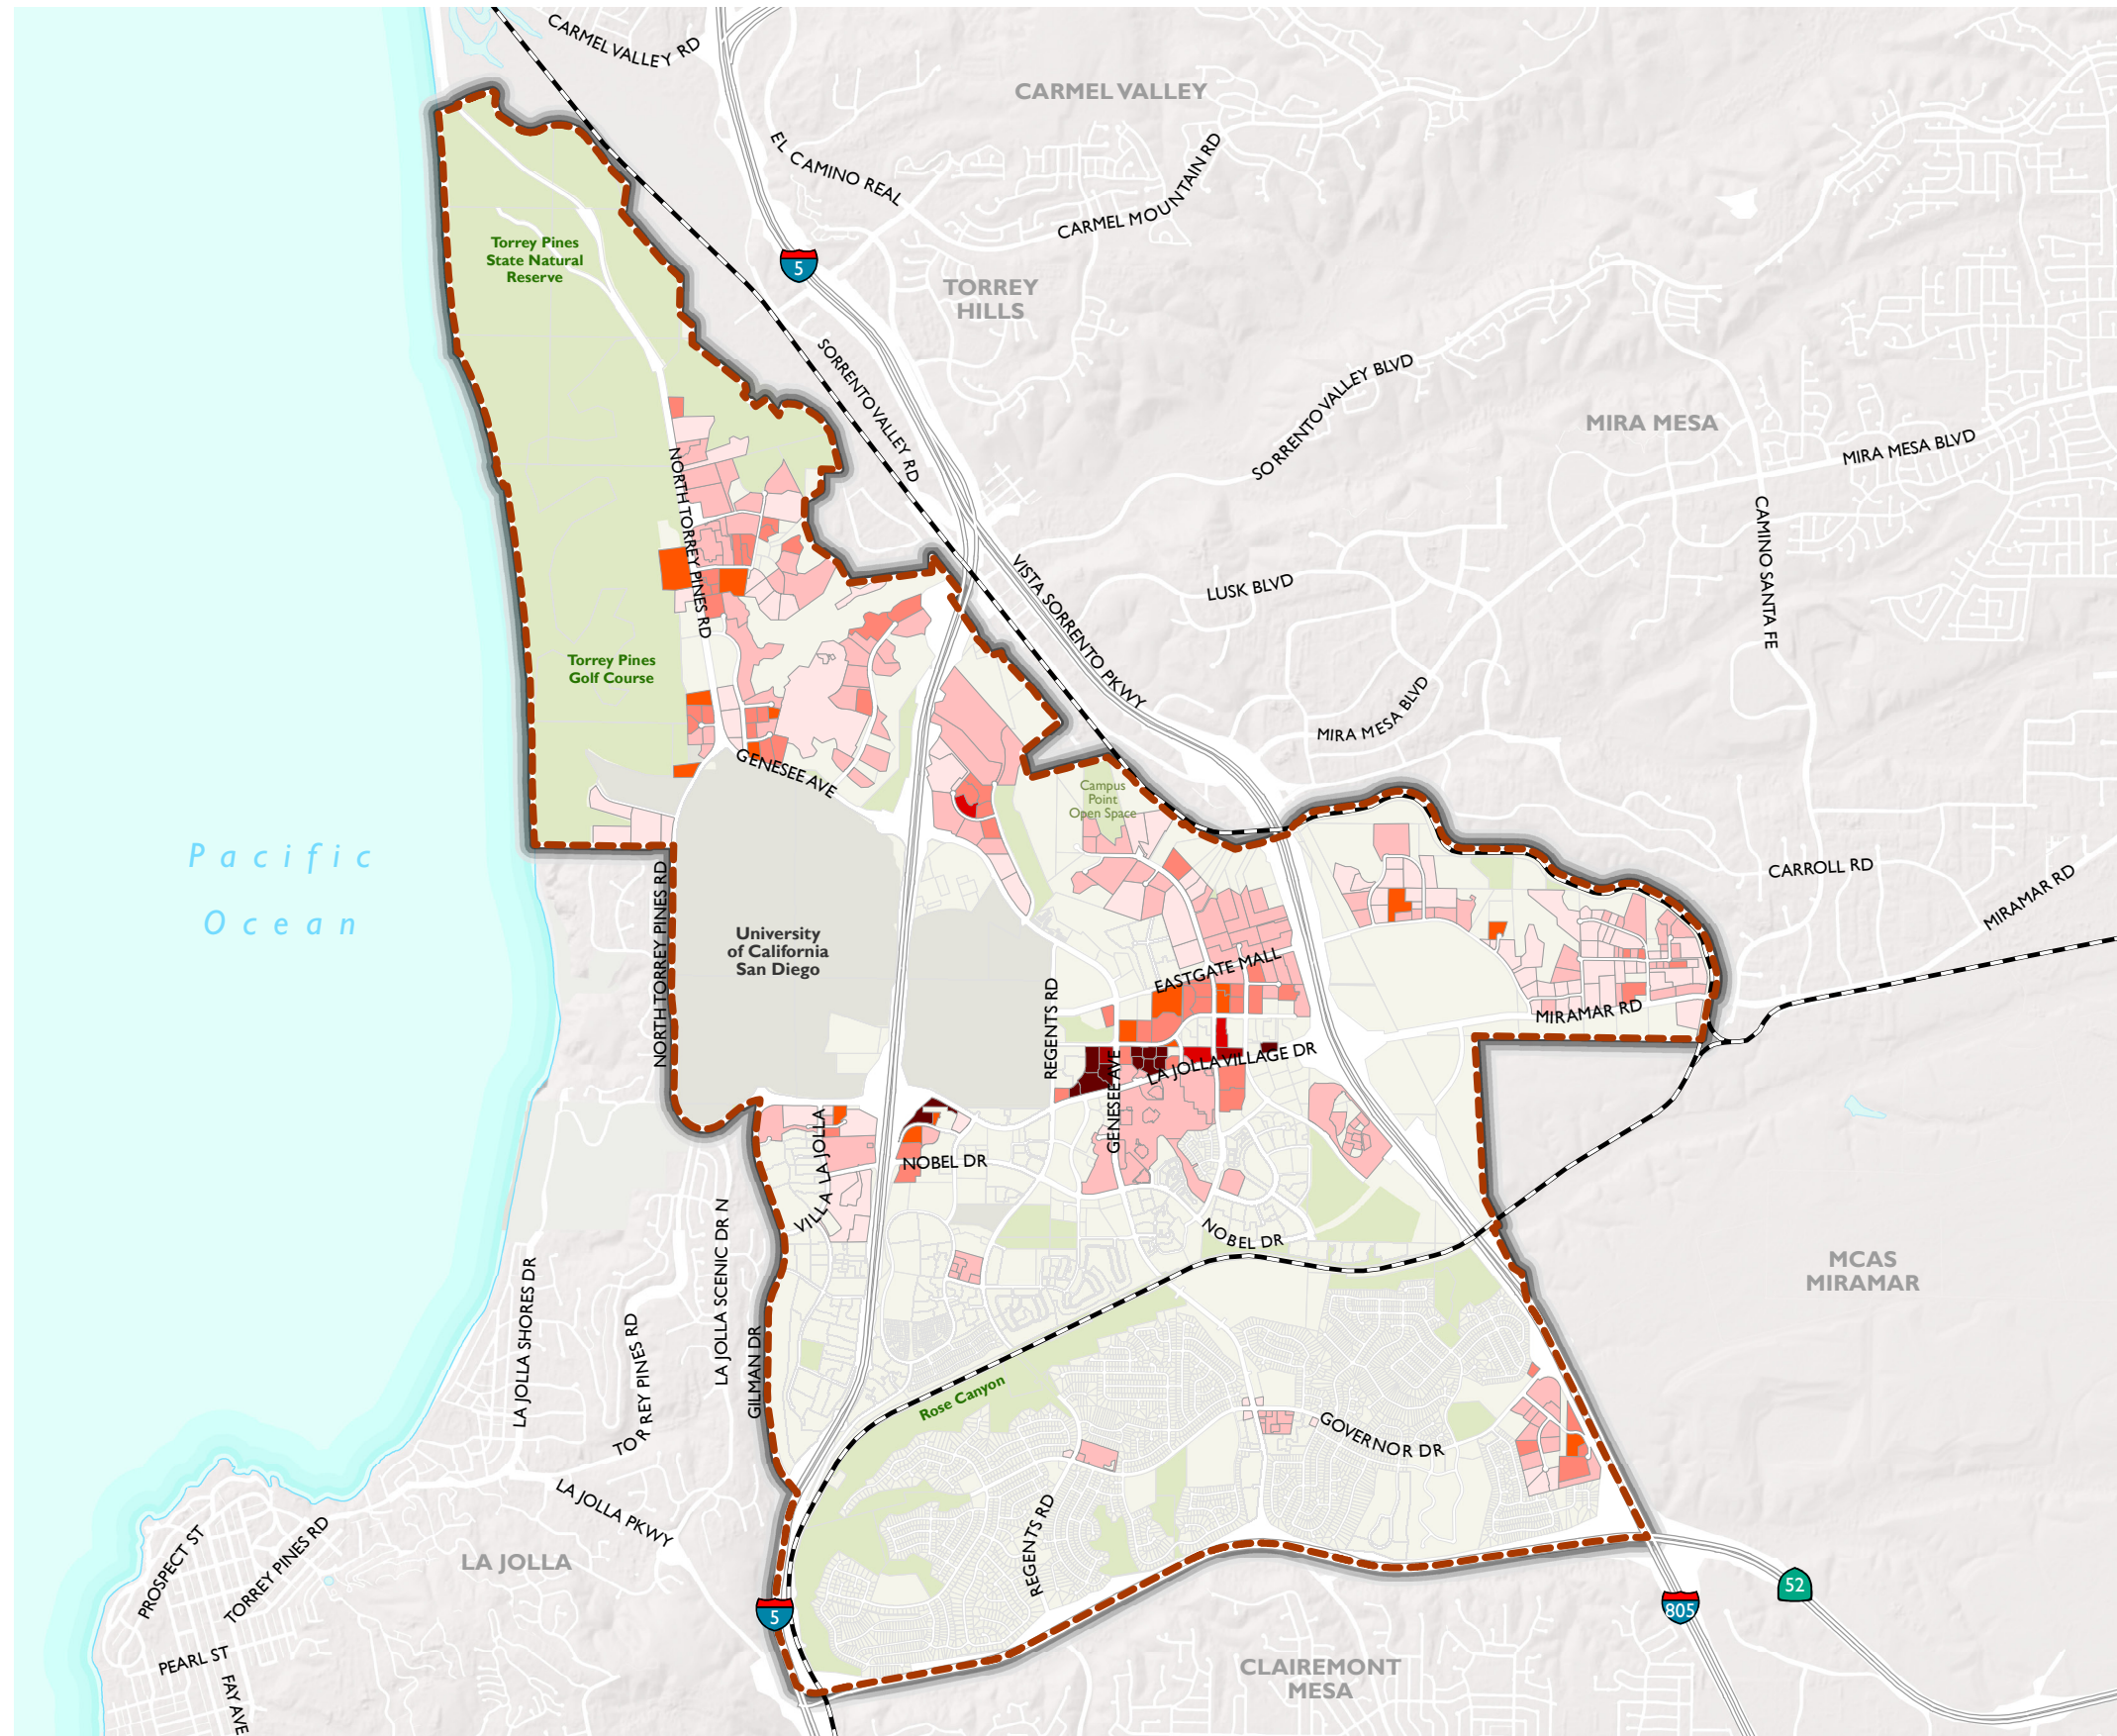 CARMEL VALLEY RD
CARMEL VALLEY
EL CAMINO REAL
CARMEL MOUNTAIN RD
Torrey Pines
State Natural
Reserve
5
TORREY
HILLS
SORRENTO VALLEY RD
SORRENTO VALLEY BLVD
MIRA MESA
MIRA MESA BLVD
NORTH TORREY PINES RD
CAMINO SANTA FE
VISTA SORRENTO PKWY
LUSK BLVD
Torrey Pines
Golf Course
MIRA MESA BLVD
GENESEE AVE
Campus
Point
Open Space
Pacific
Ocean
CARROLL RD
MIRAMAR RD
NORTH TORREY PINES RD
University
of California
San Diego
EASTGATE MALL
REGENTS RD
MIRAMAR RD
LA JOLLA VILLAGE DR
GENESEE AVE
VILLA LA JOLLA
NOBEL DR
NOBEL DR
LA JOLLA SHORES DR
TORREY PINES RD
LA JOLLA SCENIC DR N
GILMAN DR
MCAS
MIRAMAR
Rose Canyon
GOVERNOR DR
REGENTS RD
LA JOLLA PKWY
PROSPECT ST
TORREY PINES RD
LA JOLLA
PEARL ST
FAY AVE
5
805
52
CLAIREMONT
MESA